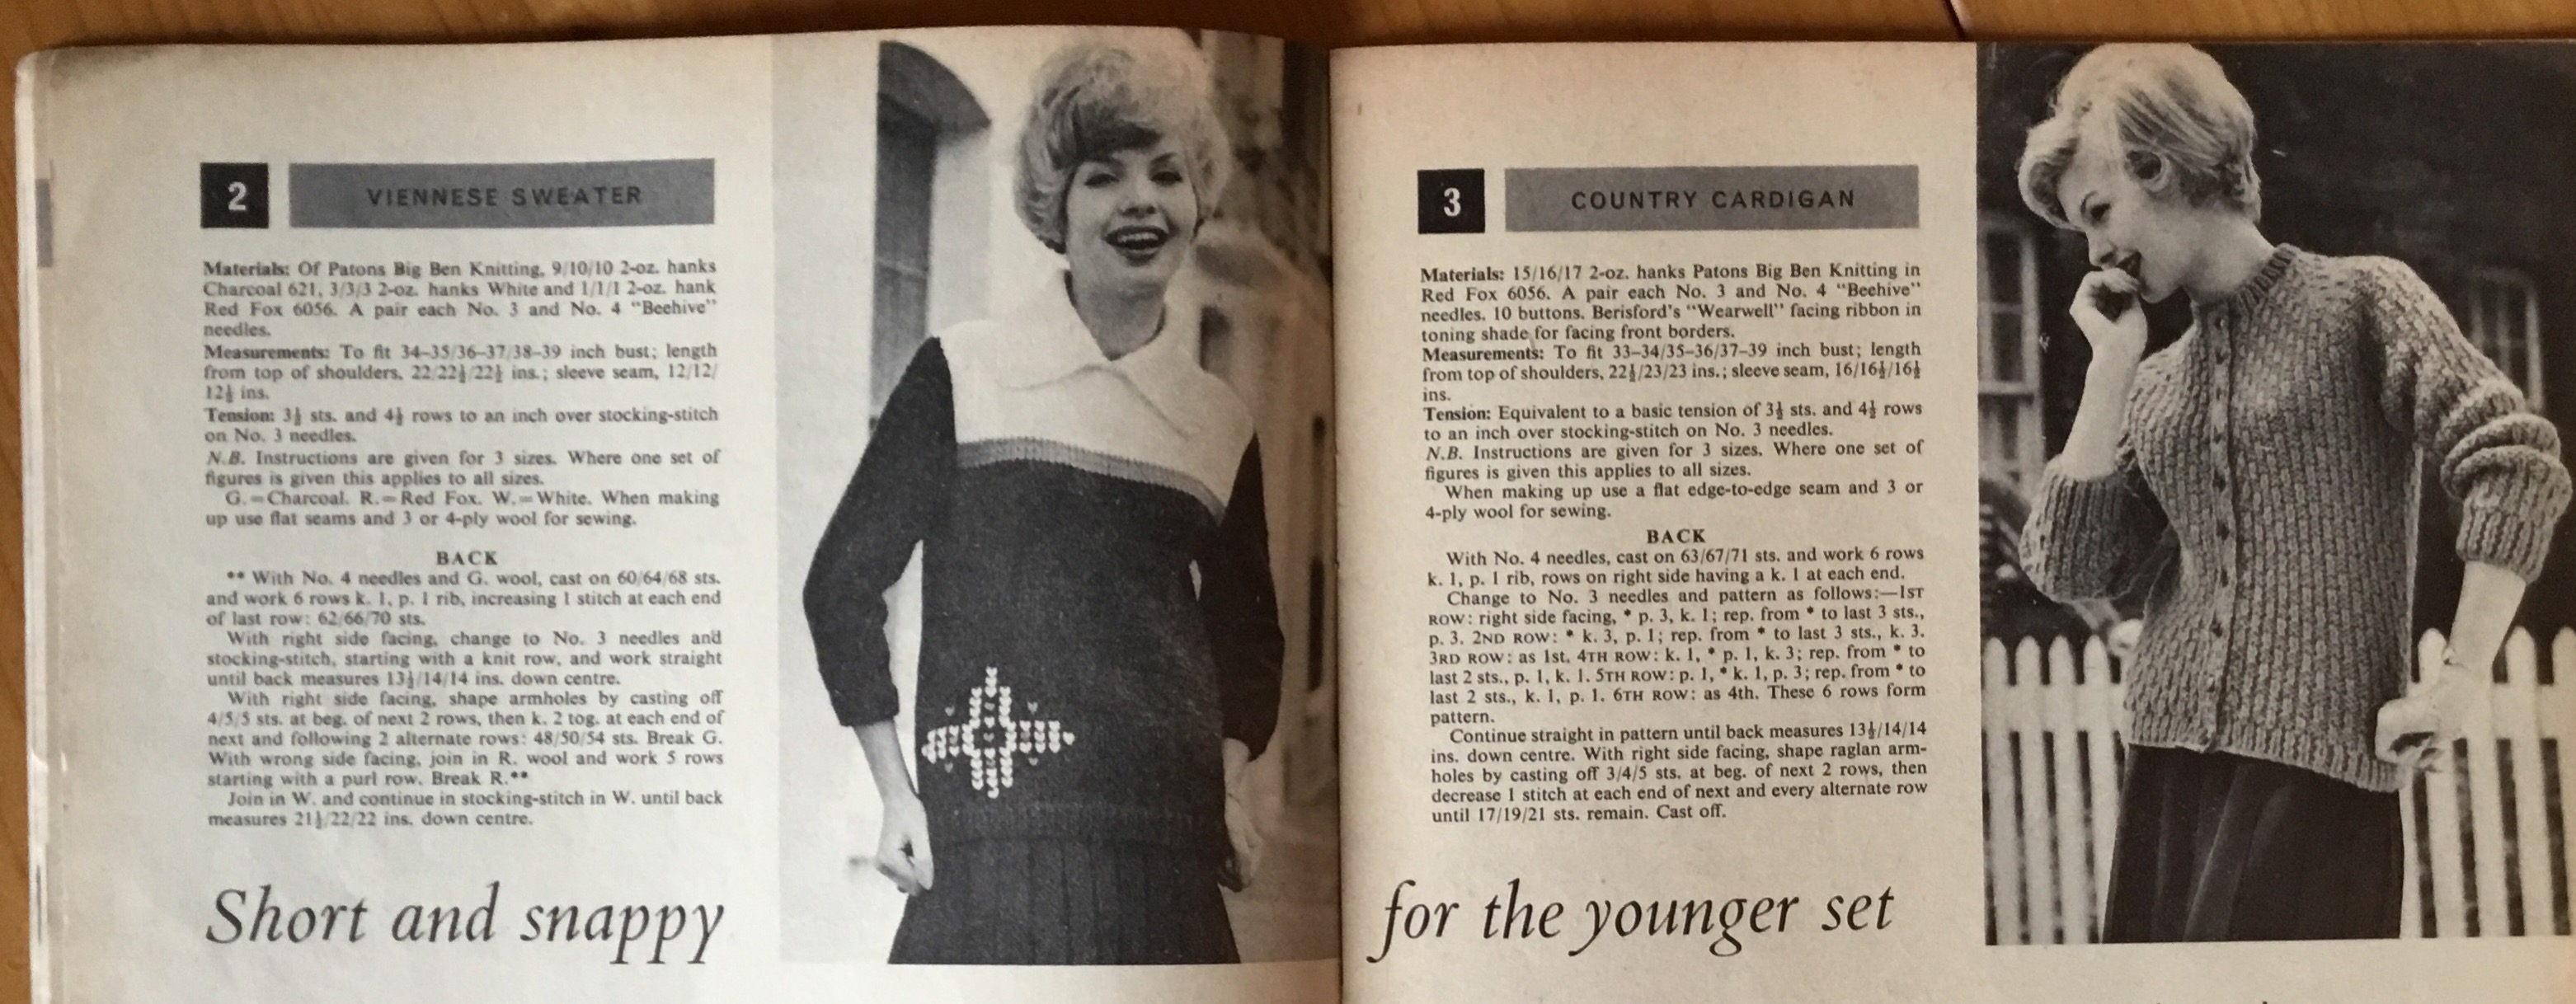 2
VIENNESE SWEATER
Materials: Of Patons Big Ben Knitting, 9/10/10 2-oz. hanks
Charcoal 621, 3/3/3 2-oz. hanks White and 1/1/1 2-oz. hank
Red Fox 6056. A pair each No. 3 and No. 4 “Beehive”
needles.
Measurements: To fit 34–35/36–37/38–39 inch bust; length
from top of shoulders, 22/22½/22½ ins.; sleeve seam, 12/12/
12½ ins.
Tension: 3½ sts. and 4½ rows to an inch over stocking-stitch
on No. 3 needles.
N.B. Instructions are given for 3 sizes. Where one set of
figures is given this applies to all sizes.
G.=Charcoal. R.=Red Fox. W.=White. When making
up use flat seams and 3 or 4-ply wool for sewing.
BACK
** With No. 4 needles and G. wool, cast on 60/64/68 sts.
and work 6 rows k. 1, p. 1 rib, increasing 1 stitch at each end
of last row: 62/66/70 sts.
With right side facing, change to No. 3 needles and
stocking-stitch, starting with a knit row, and work straight
until back measures 13½/14/14 ins. down centre.
With right side facing, shape armholes by casting off
4/5/5 sts. at beg. of next 2 rows, then k. 2 tog. at each end of
next and following 2 alternate rows: 48/50/54 sts. Break G.
With wrong side facing, join in R. wool and work 5 rows
starting with a purl row. Break R.**
Join in W. and continue in stocking-stitch in W. until back
measures 21½/22/22 ins. down centre.
Short and snappy
3
COUNTRY CARDIGAN
Materials: 15/16/17 2-oz. hanks Patons Big Ben Knitting in
Red Fox 6056. A pair each No. 3 and No. 4 “Beehive”
needles. 10 buttons. Berisford's “Wearwell” facing ribbon in
toning shade for facing front borders.
Measurements: To fit 33–34/35–36/37–39 inch bust; length
from top of shoulders, 22½/23/23 ins.; sleeve seam, 16/16½/16½
ins.
Tension: Equivalent to a basic tension of 3½ sts. and 4½ rows
to an inch over stocking-stitch on No. 3 needles.
N.B. Instructions are given for 3 sizes. Where one set of
figures is given this applies to all sizes.
When making up use a flat edge-to-edge seam and 3 or
4-ply wool for sewing.
BACK
With No. 4 needles, cast on 63/67/71 sts. and work 6 rows
k. 1, p. 1 rib, rows on right side having a k. 1 at each end.
Change to No. 3 needles and pattern as follows:—1ST
ROW: right side facing, * p. 3, k. 1; rep. from * to last 3 sts.,
p. 3. 2ND ROW: * k. 3, p. 1; rep. from * to last 3 sts., k. 3.
3RD ROW: as 1st. 4TH ROW: k. 1, * p. 1, k. 3; rep. from * to
last 2 sts., p. 1, k. 1. 5TH ROW: p. 1, * k. 1, p. 3; rep. from * to
last 2 sts., k. 1, p. 1. 6TH ROW: as 4th. These 6 rows form
pattern.
Continue straight in pattern until back measures 13½/14/14
ins. down centre. With right side facing, shape raglan arm-
holes by casting off 3/4/5 sts. at beg. of next 2 rows, then
decrease 1 stitch at each end of next and every alternate row
until 17/19/21 sts. remain. Cast off.
for the younger set